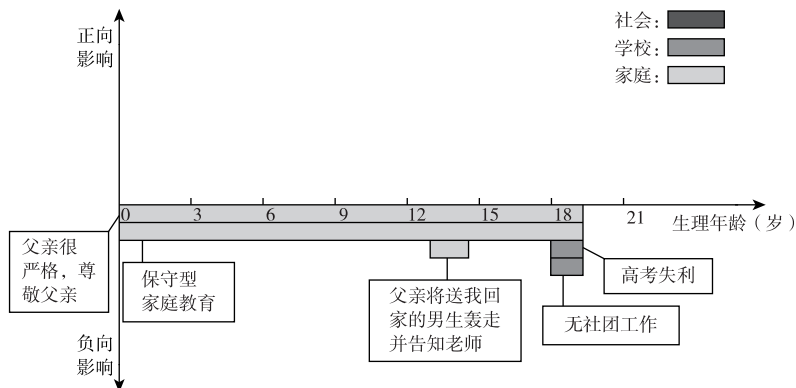 正向
影响
社会：
学校：
家庭：
0
3
6
9
12
15
18
21
生理年龄（岁）
父亲很
严格，尊
敬父亲
保守型
家庭教育
父亲将送我回
家的男生轰走
并告知老师
高考失利
无社团工作
负向
影响